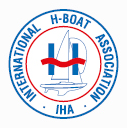 INTERNATIONAL H-BOAT ASSOCIATION
H
· IHA ·